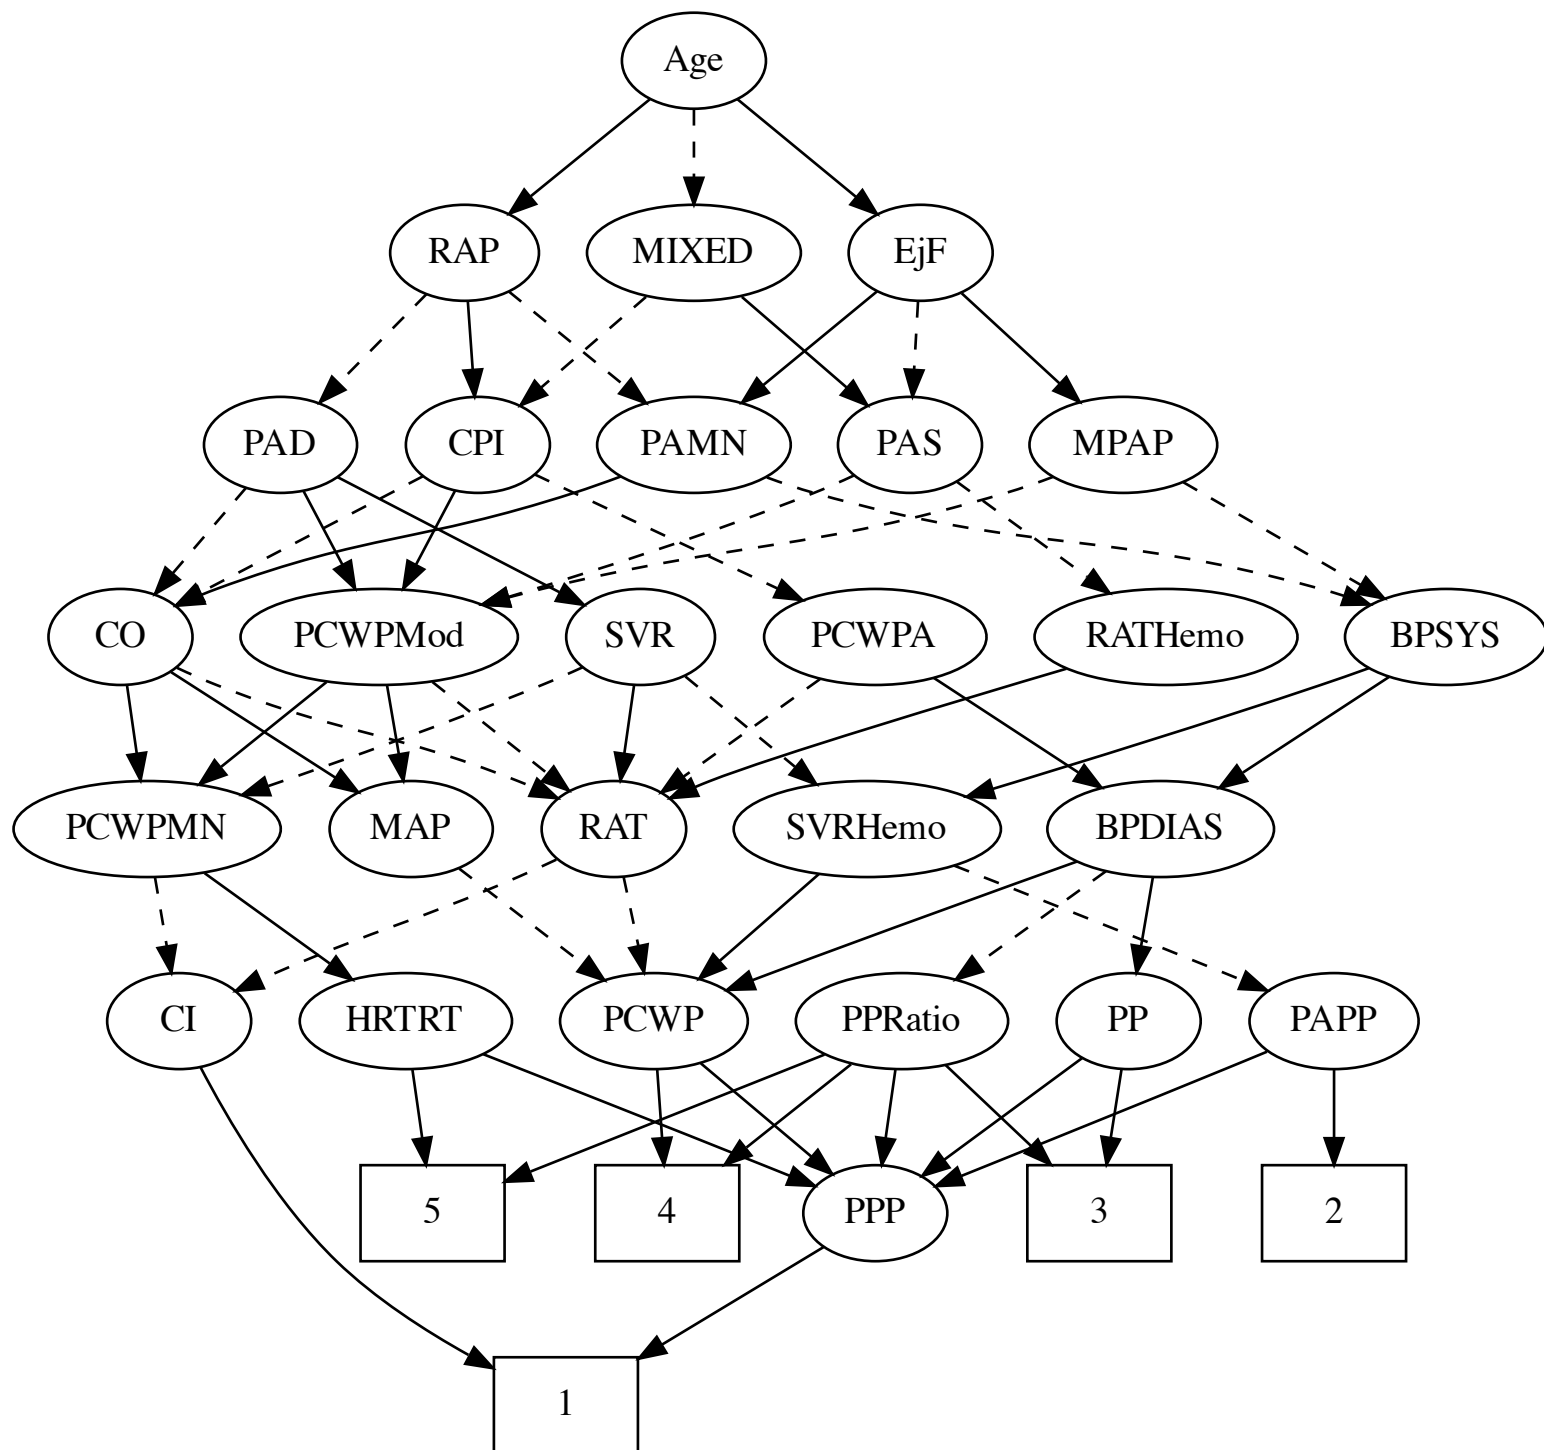 Age
RAP MIXED EjF
PAD CPI PAMN PAS MPAP
CO PCWPMod SVR PCWPA RATHemo BPSYS
PCWPMN MAP RAT SVRHemo BPDIAS
CI HRTRT PCWP PPRatio PP PAPP
5 4 PPP 3 2
1